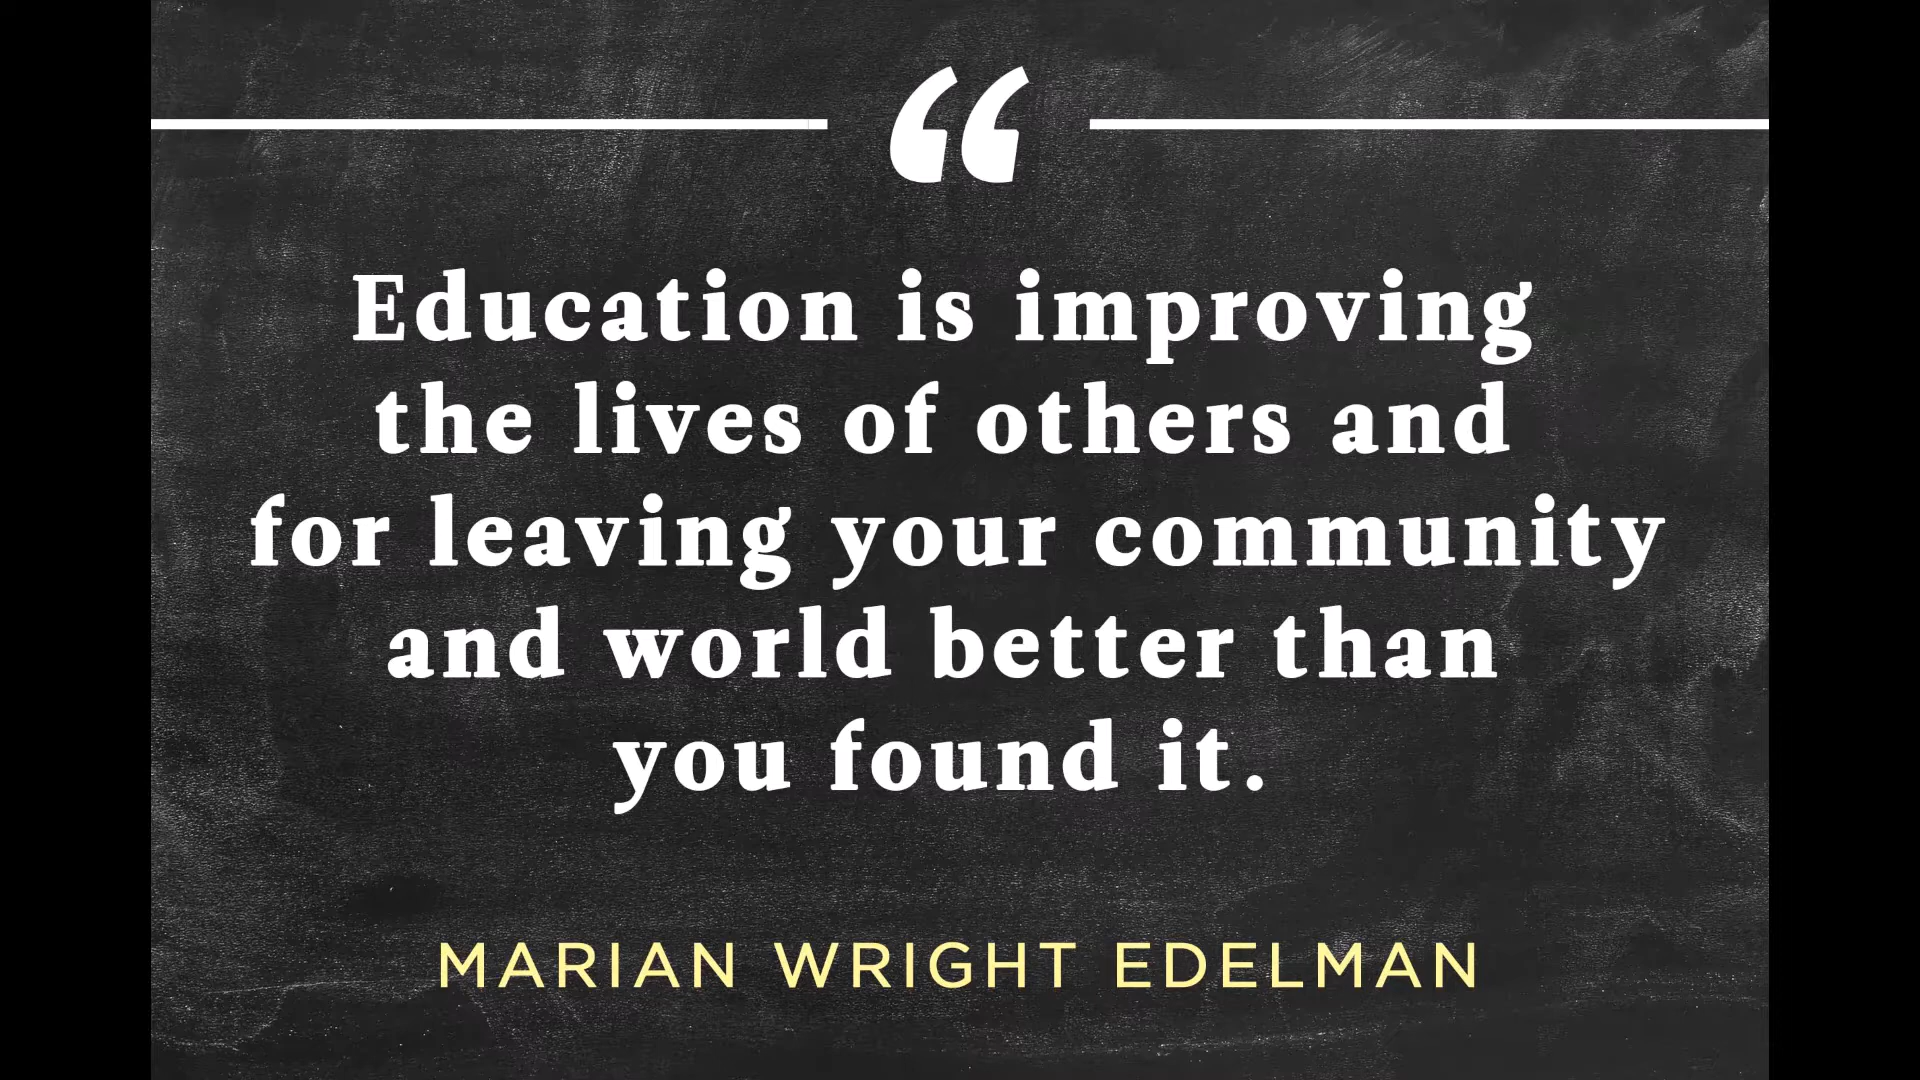 “
Education is improving
the lives of others and
for leaving your community
and world better than
you found it.
MARIAN WRIGHT EDELMAN